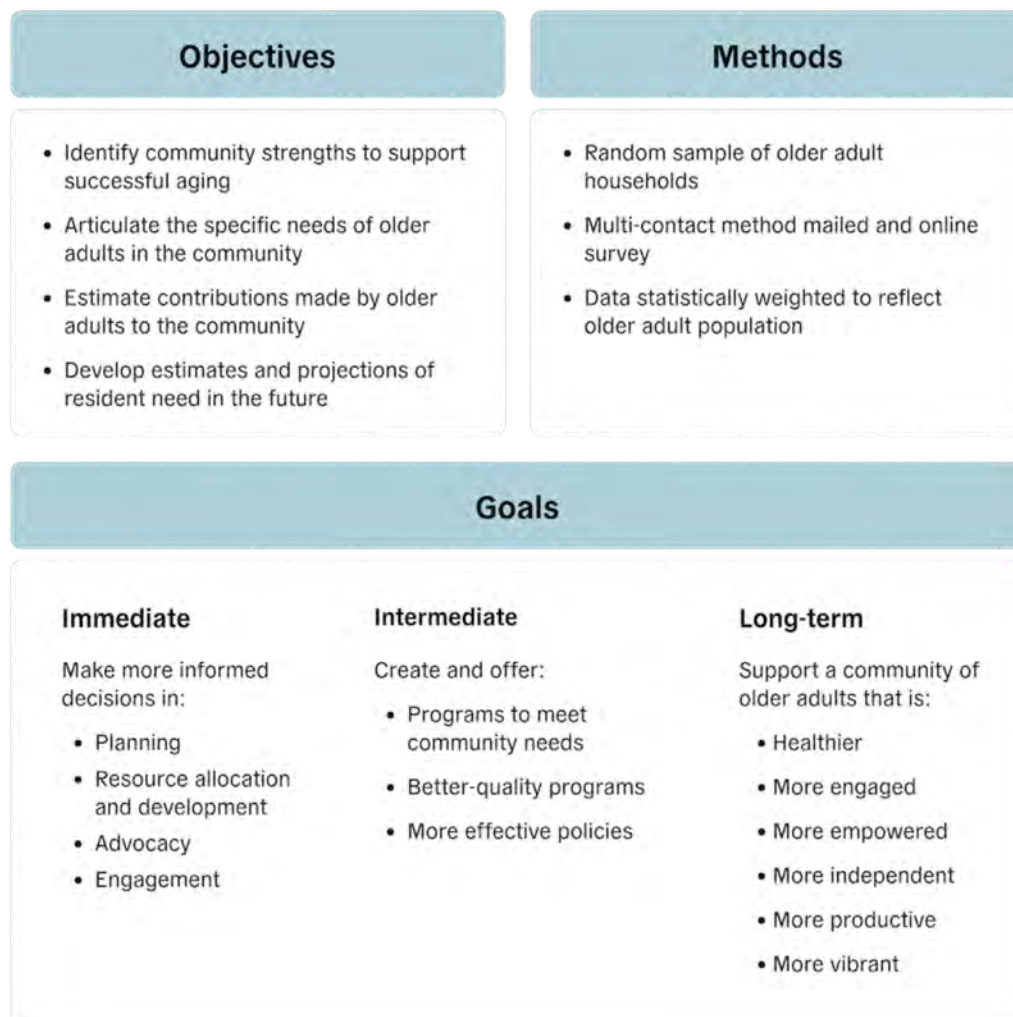 Objectives
• Identify community strengths to support
successful aging
• Articulate the specific needs of older
adults in the community
• Estimate contributions made by older
adults to the community
• Develop estimates and projections of
resident need in the future
Methods
• Random sample of older adult
households
• Multi-contact method mailed and online
survey
• Data statistically weighted to reflect
older adult population
Goals
Immediate
Make more informed
decisions in:
• Planning
• Resource allocation
and development
• Advocacy
• Engagement
Intermediate
Create and offer:
• Programs to meet
community needs
• Better-quality programs
• More effective policies
Long-term
Support a community of
older adults that is:
• Healthier
• More engaged
• More empowered
• More independent
• More productive
• More vibrant